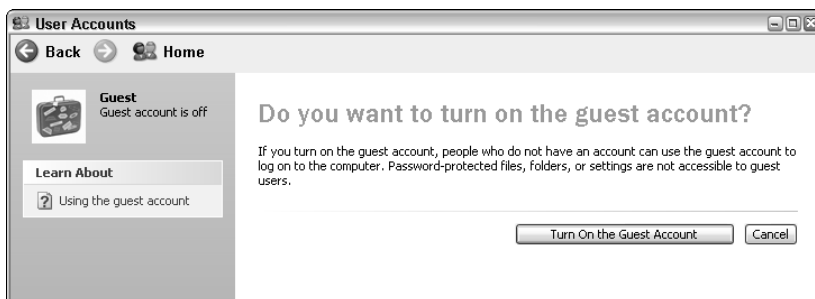 User Accounts
Back Home
Guest
Guest account is off
Learn About
Using the guest account
Do you want to turn on the guest account?
If you turn on the guest account, people who do not have an account can use the guest account to
log on to the computer. Password-protected files, folders, or settings are not accessible to guest
users.
Turn On the Guest Account Cancel